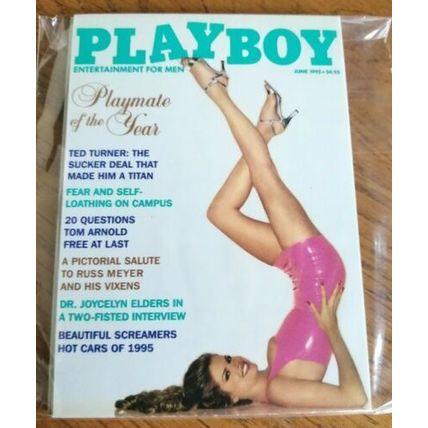 PLAYBOY
ENTERTAINMENT FOR MEN
JUNE 1995 • $4.95
Playmate
of the
Year
TED TURNER: THE
SUCKER DEAL THAT
MADE HIM A TITAN
FEAR AND SELF-
LOATHING ON CAMPUS
20 QUESTIONS
TOM ARNOLD
FREE AT LAST
A PICTORIAL SALUTE
TO RUSS MEYER
AND HIS VIXENS
DR. JOYCELYN ELDERS IN
A TWO-FISTED INTERVIEW
BEAUTIFUL SCREAMERS
HOT CARS OF 1995